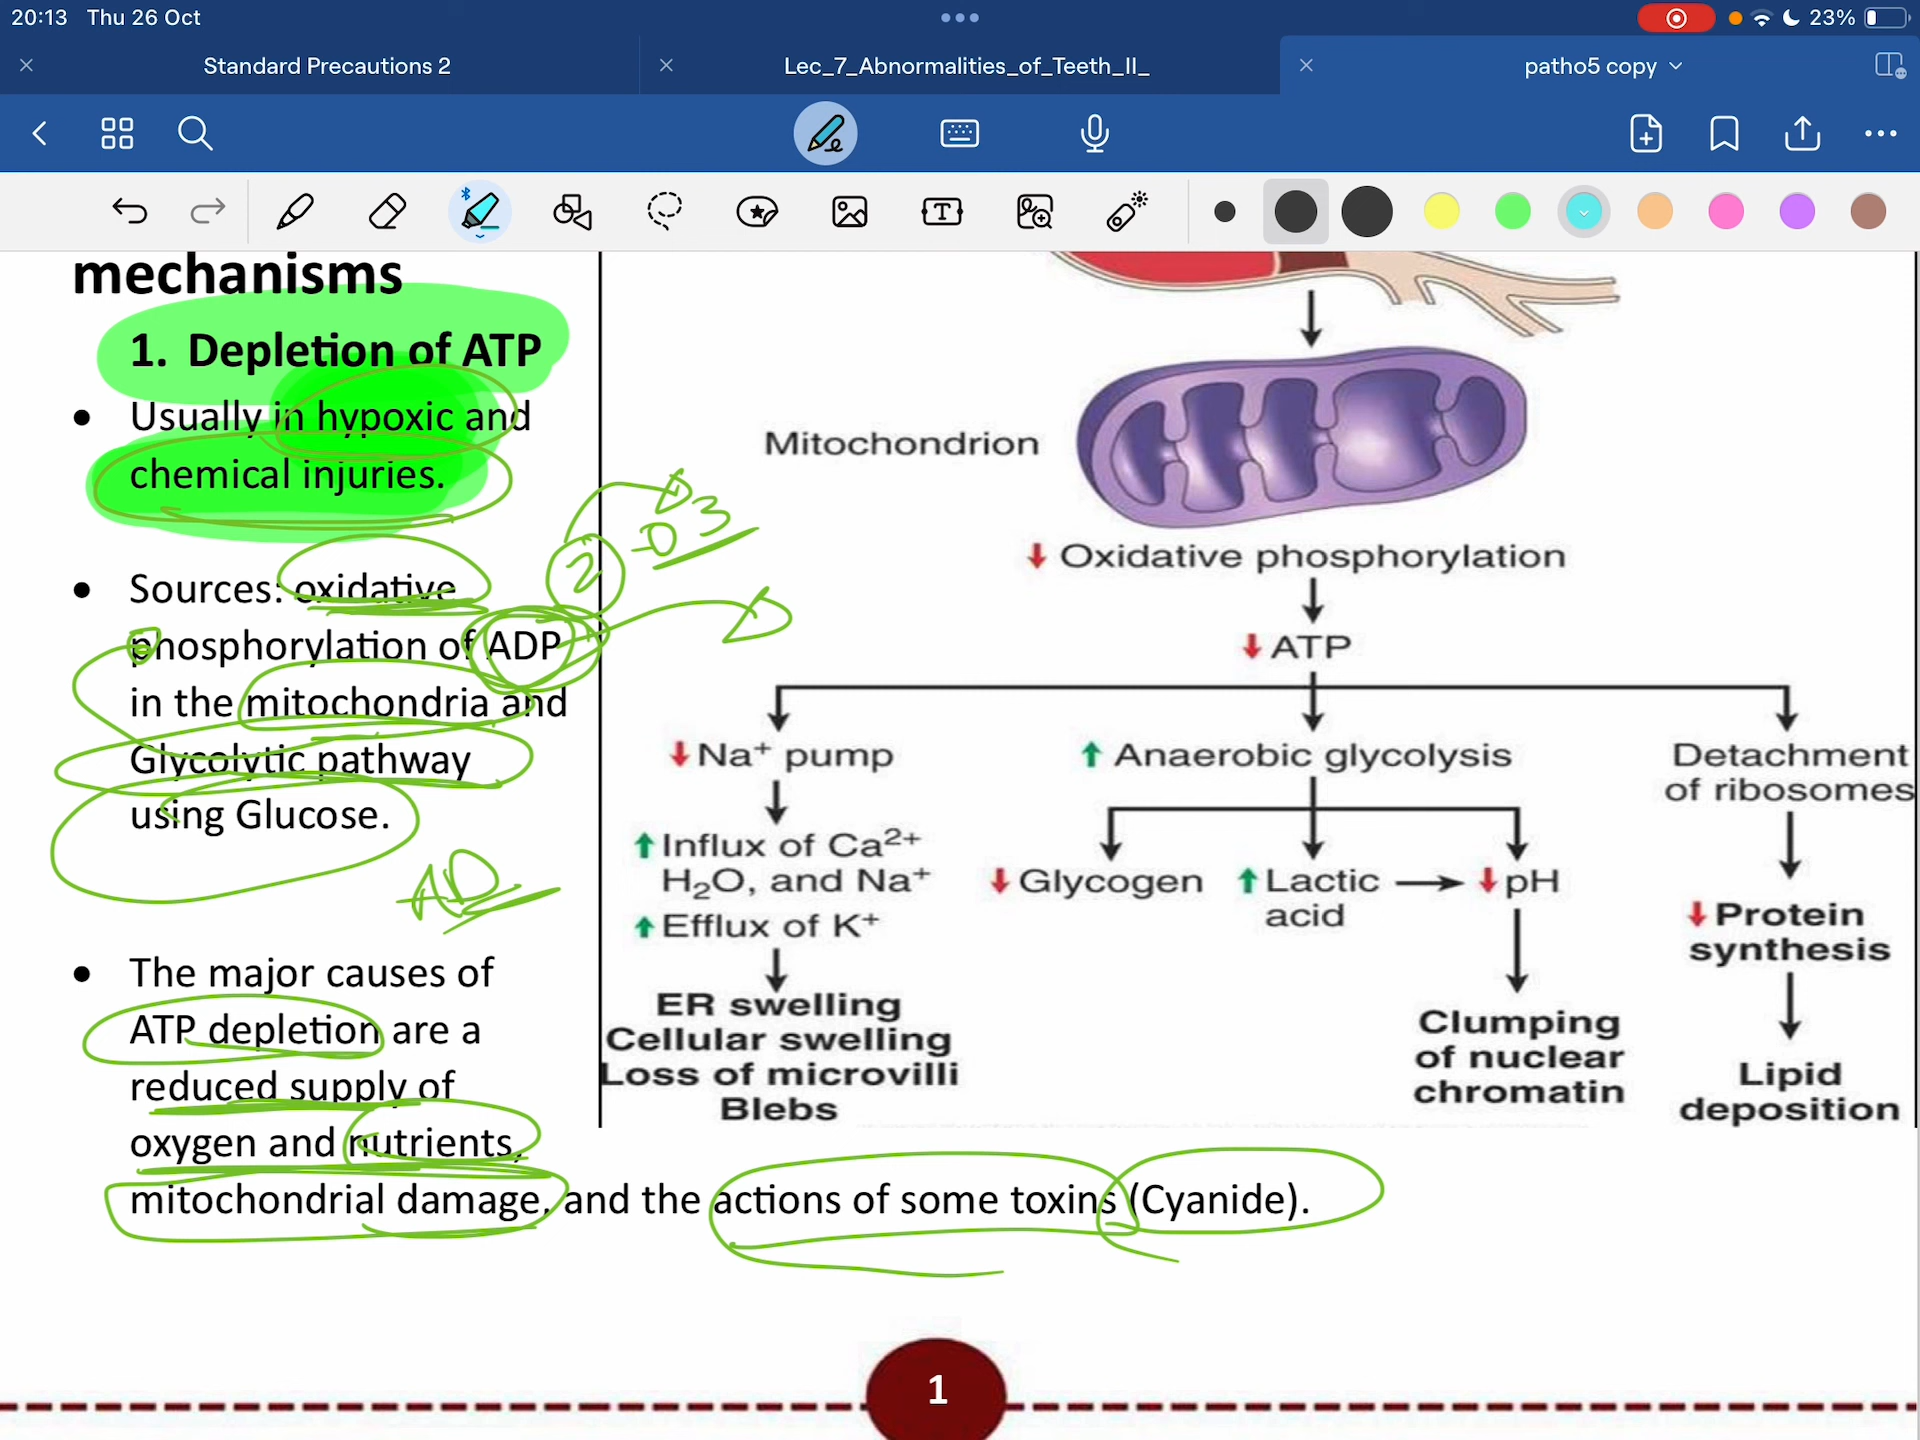 20:13 Thu 26 Oct
23%
Standard Precautions 2
Lec_7_Abnormalities_of_Teeth_II_
patho5 copy
mechanisms
1. Depletion of ATP
• Usually in hypoxic and
chemical injuries.
• Sources: oxidative
phosphorylation of ADP
in the mitochondria and
Glycolytic pathway
using Glucose.
2
3
AD
• The major causes of
ATP depletion are a
reduced supply of
oxygen and nutrients,
mitochondrial damage, and the actions of some toxins (Cyanide).
Mitochondrion
↓ Oxidative phosphorylation
↓ ATP
↓ Na⁺ pump
↑ Influx of Ca²⁺
H₂O, and Na⁺
↑ Efflux of K⁺
ER swelling
Cellular swelling
Loss of microvilli
Blebs
↑ Anaerobic glycolysis
↓ Glycogen
↑ Lactic
acid
↓ pH
Clumping
of nuclear
chromatin
Detachment
of ribosomes
↓ Protein
synthesis
Lipid
deposition
1